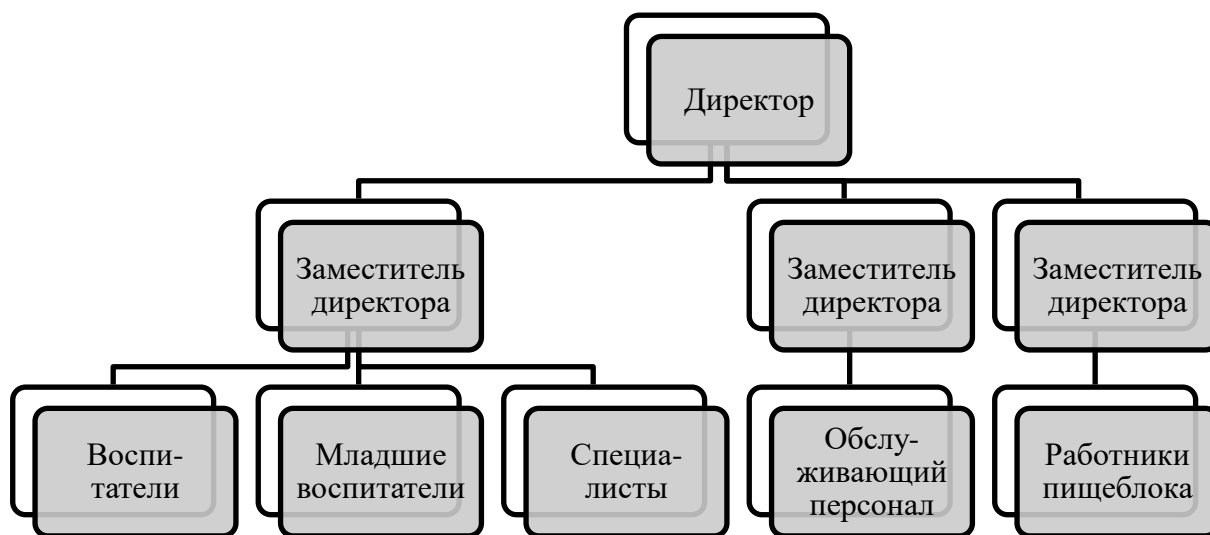 Директор
Заместитель
директора
Заместитель
директора
Заместитель
директора
Воспи-
татели
Младшие
воспитатели
Специа-
листы
Обслу-
живающий
персонал
Работники
пищеблока